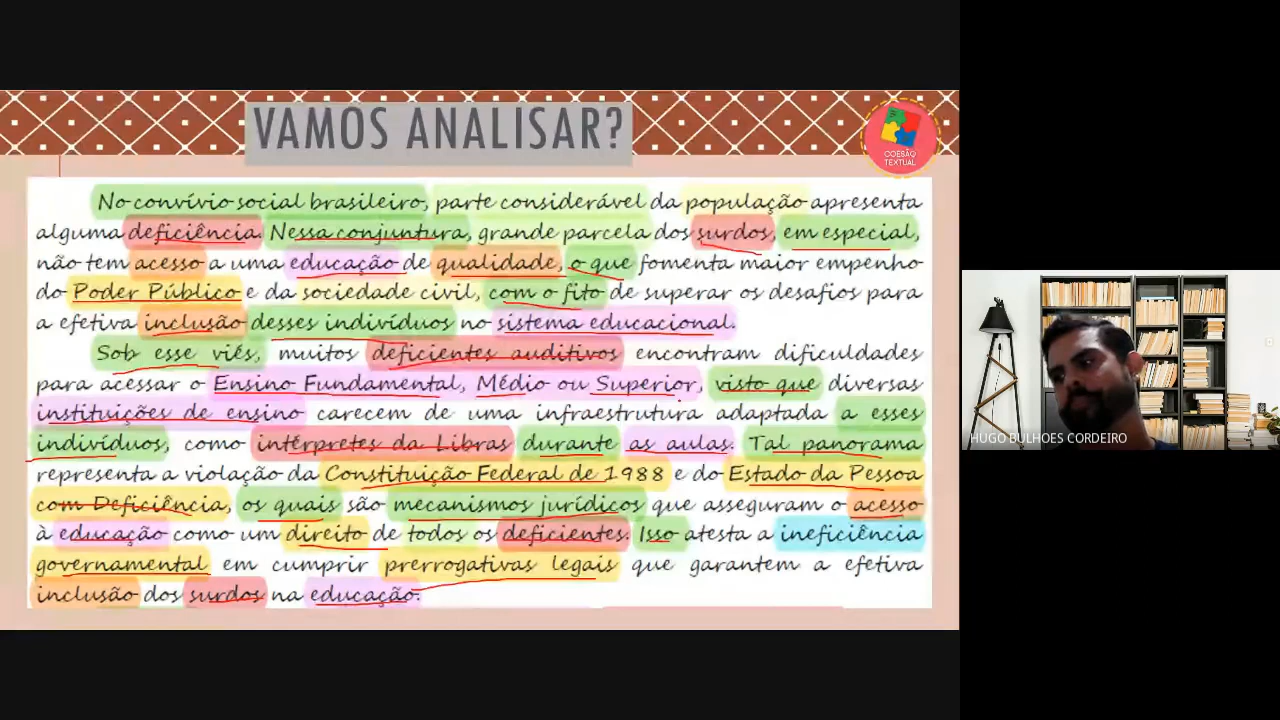 VAMOS ANALISAR?
COESÃO
TEXTUAL
No convívio social brasileiro, parte considerável da população apresenta
alguma deficiência. Nessa conjuntura, grande parcela dos surdos, em especial,
não tem acesso a uma educação de qualidade, o que fomenta maior empenho
do Poder Público e da sociedade civil, com o fito de superar os desafios para
a efetiva inclusão desses indivíduos no sistema educacional.
Sob esse viés, muitos deficientes auditivos encontram dificuldades
para acessar o Ensino Fundamental, Médio ou Superior, visto que diversas
instituições de ensino carecem de uma infraestrutura adaptada a esses
indivíduos, como intérpretes da Libras durante as aulas. Tal panorama
representa a violação da Constituição Federal de 1988 e do Estado da Pessoa
com Deficiência, os quais são mecanismos jurídicos que asseguram o acesso
à educação como um direito de todos os deficientes. Isso atesta a ineficiência
governamental em cumprir prerrogativas legais que garantem a efetiva
inclusão dos surdos na educação.
HUGO BULHOES CORDEIRO